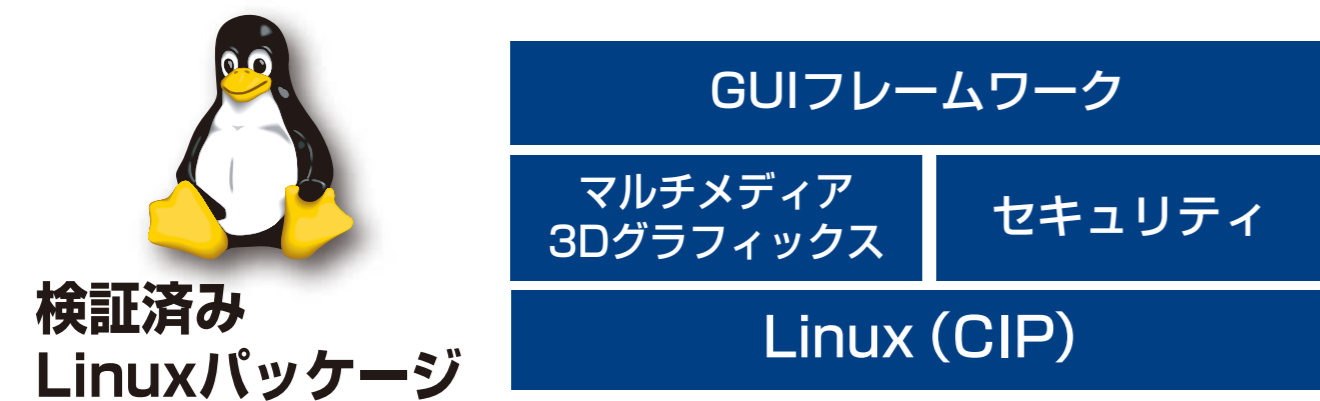 検証済み
Linuxパッケージ
GUIフレームワーク
マルチメディア
3Dグラフィックス
セキュリティ
Linux (CIP)